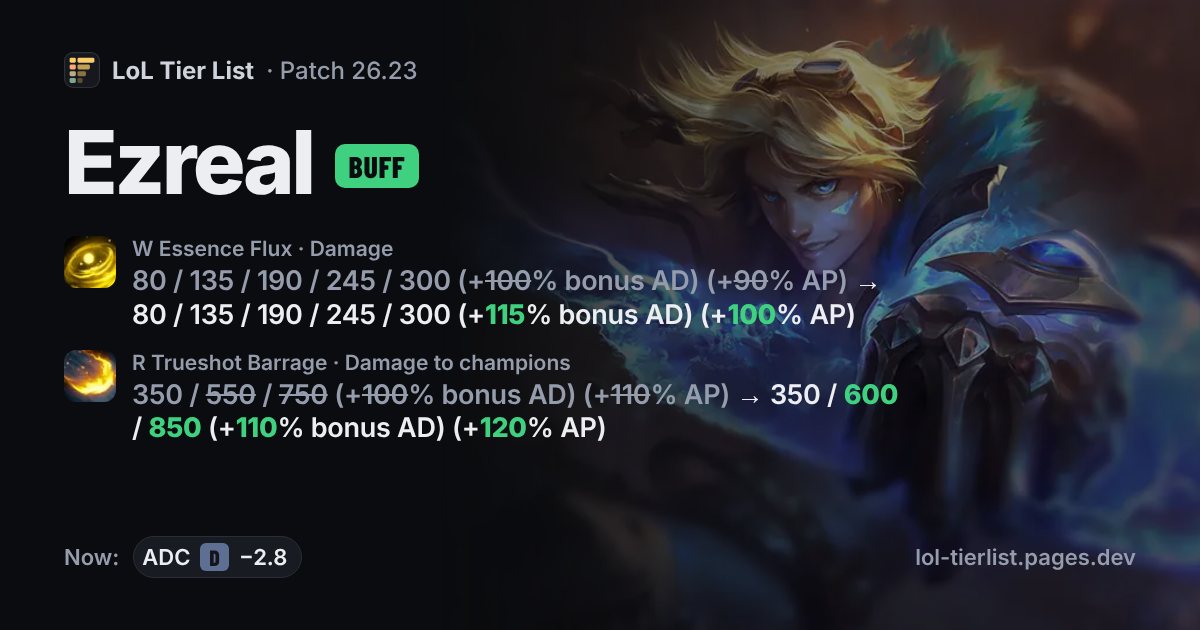 LoL Tier List · Patch 26.23
Ezreal BUFF
W Essence Flux · Damage
80 / 135 / 190 / 245 / 300 (+100% bonus AD) (+90% AP) →
80 / 135 / 190 / 245 / 300 (+115% bonus AD) (+100% AP)
R Trueshot Barrage · Damage to champions
350 / 550 / 750 (+100% bonus AD) (+110% AP) → 350 / 600
/ 850 (+110% bonus AD) (+120% AP)
Now: ADC D −2.8
lol-tierlist.pages.dev